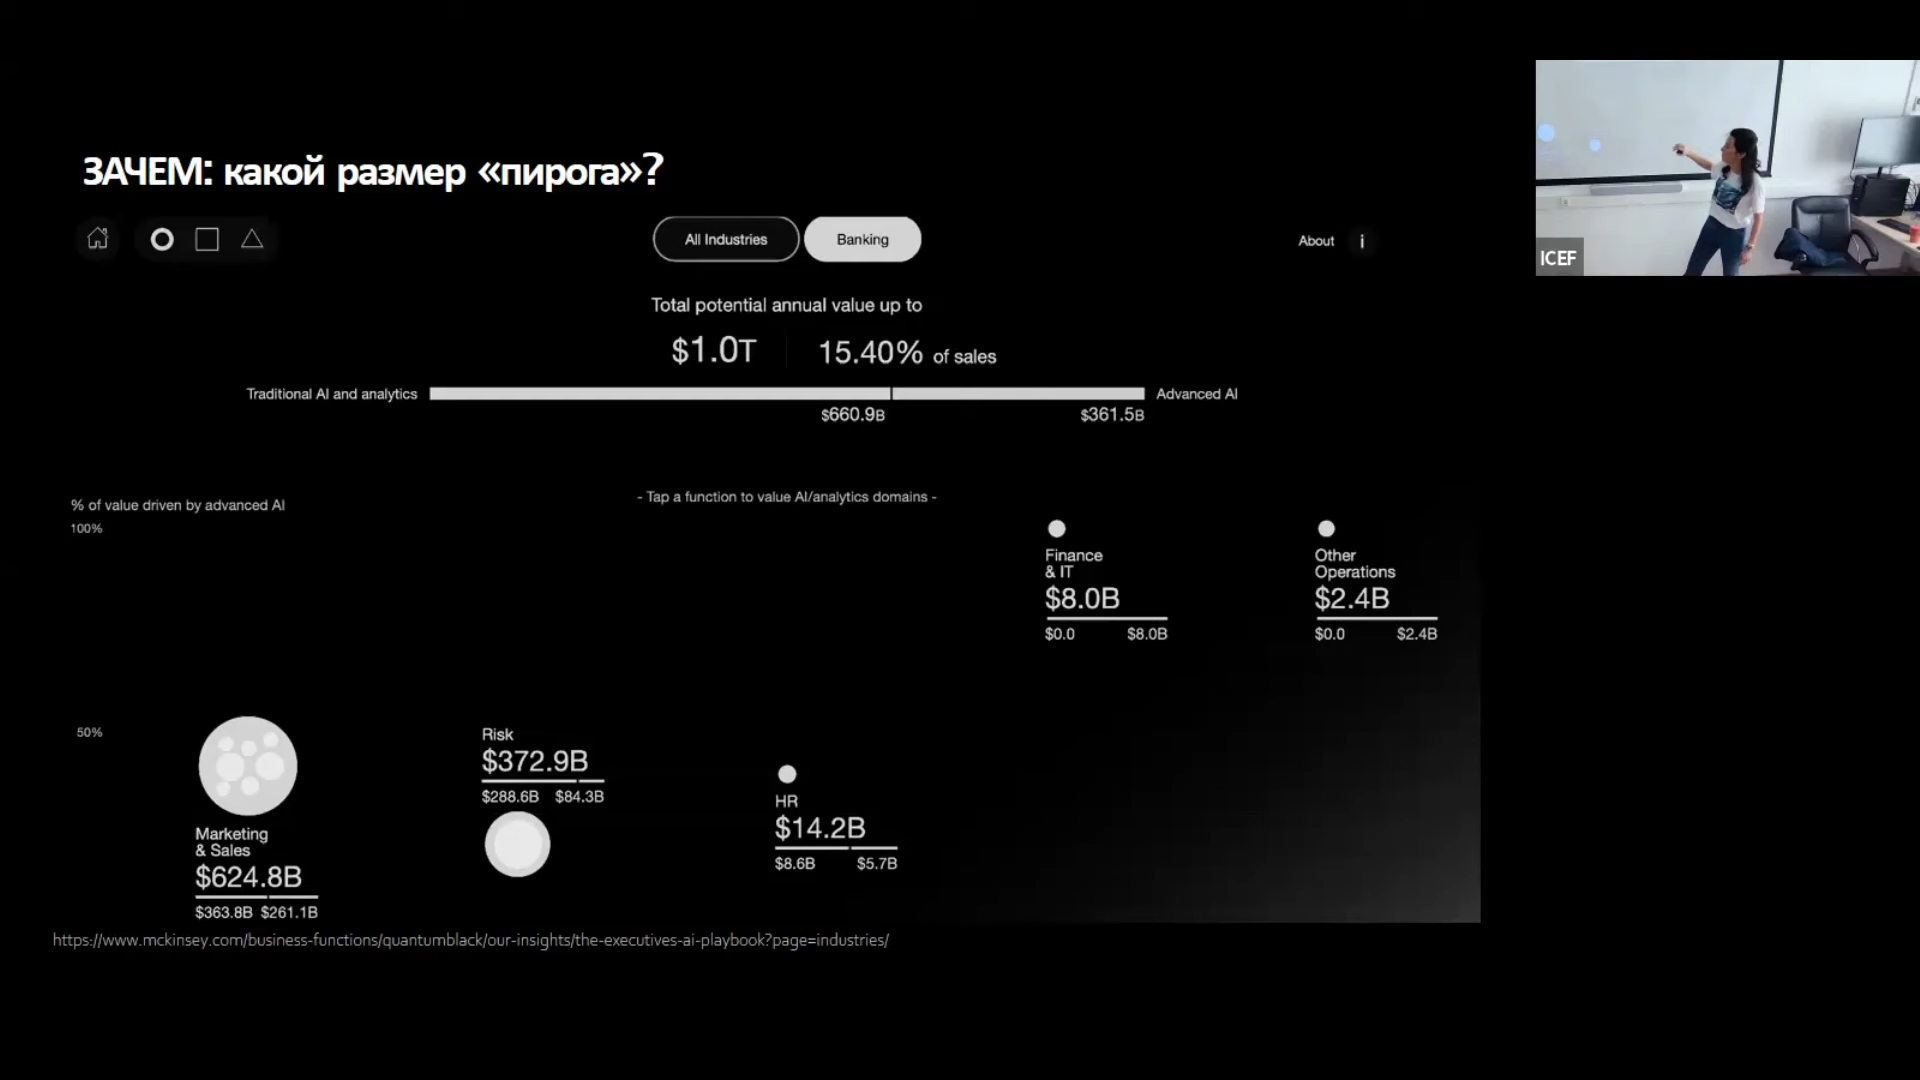 ЗАЧЕМ: какой размер «пирога»?
All Industries
Banking
About
i
Total potential annual value up to
$1.0T
15.40% of sales
Traditional AI and analytics
Advanced AI
$660.9B
$361.5B
% of value driven by advanced AI
- Tap a function to value AI/analytics domains -
100%
Finance
& IT
$8.0B
$0.0 $8.0B
Other
Operations
$2.4B
$0.0 $2.4B
50%
Marketing
& Sales
$624.8B
$363.8B $261.1B
Risk
$372.9B
$288.6B $84.3B
HR
$14.2B
$8.6B $5.7B
https://www.mckinsey.com/business-functions/quantumblack/our-insights/the-executives-ai-playbook?page=industries/
ICEF